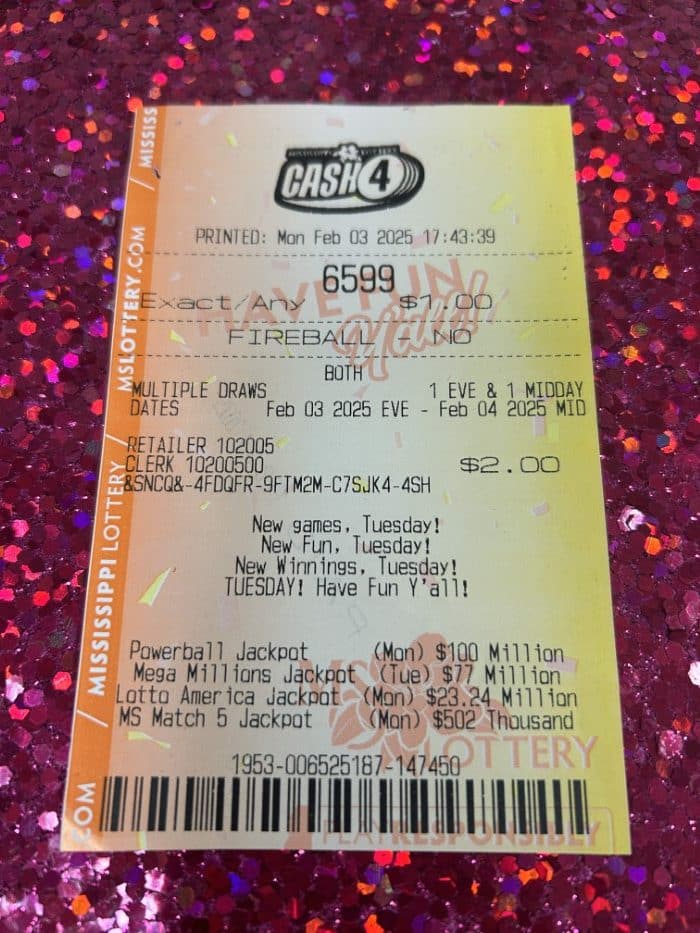 MISSISS
CASH 4
PRINTED: Mon Feb 03 2025 17:43:39
6599
Exact/Any $1.00
HAVE FUN
Y'all!
FIREBALL - NO
BOTH
MULTIPLE DRAWS 1 EVE & 1 MIDDAY
DATES Feb 03 2025 EVE - Feb 04 2025 MID
MSLOTTERY.COM
RETAILER 102005
CLERK 10200500 $2.00
&SNCQ&-4FDQFR-9FTM2M-C7SJK4-4SH
New games, Tuesday!
New Fun, Tuesday!
New Winnings, Tuesday!
TUESDAY! Have Fun Y'all!
MISSISSIPPI LOTTERY
Powerball Jackpot (Mon) $100 Million
Mega Millions Jackpot (Tue) $77 Million
Lotto America Jackpot (Mon) $23.24 Million
MS Match 5 Jackpot (Mon) $502 Thousand
MS LOTTERY
1953-006525187-147450
COM
PLAY RESPONSIBLY